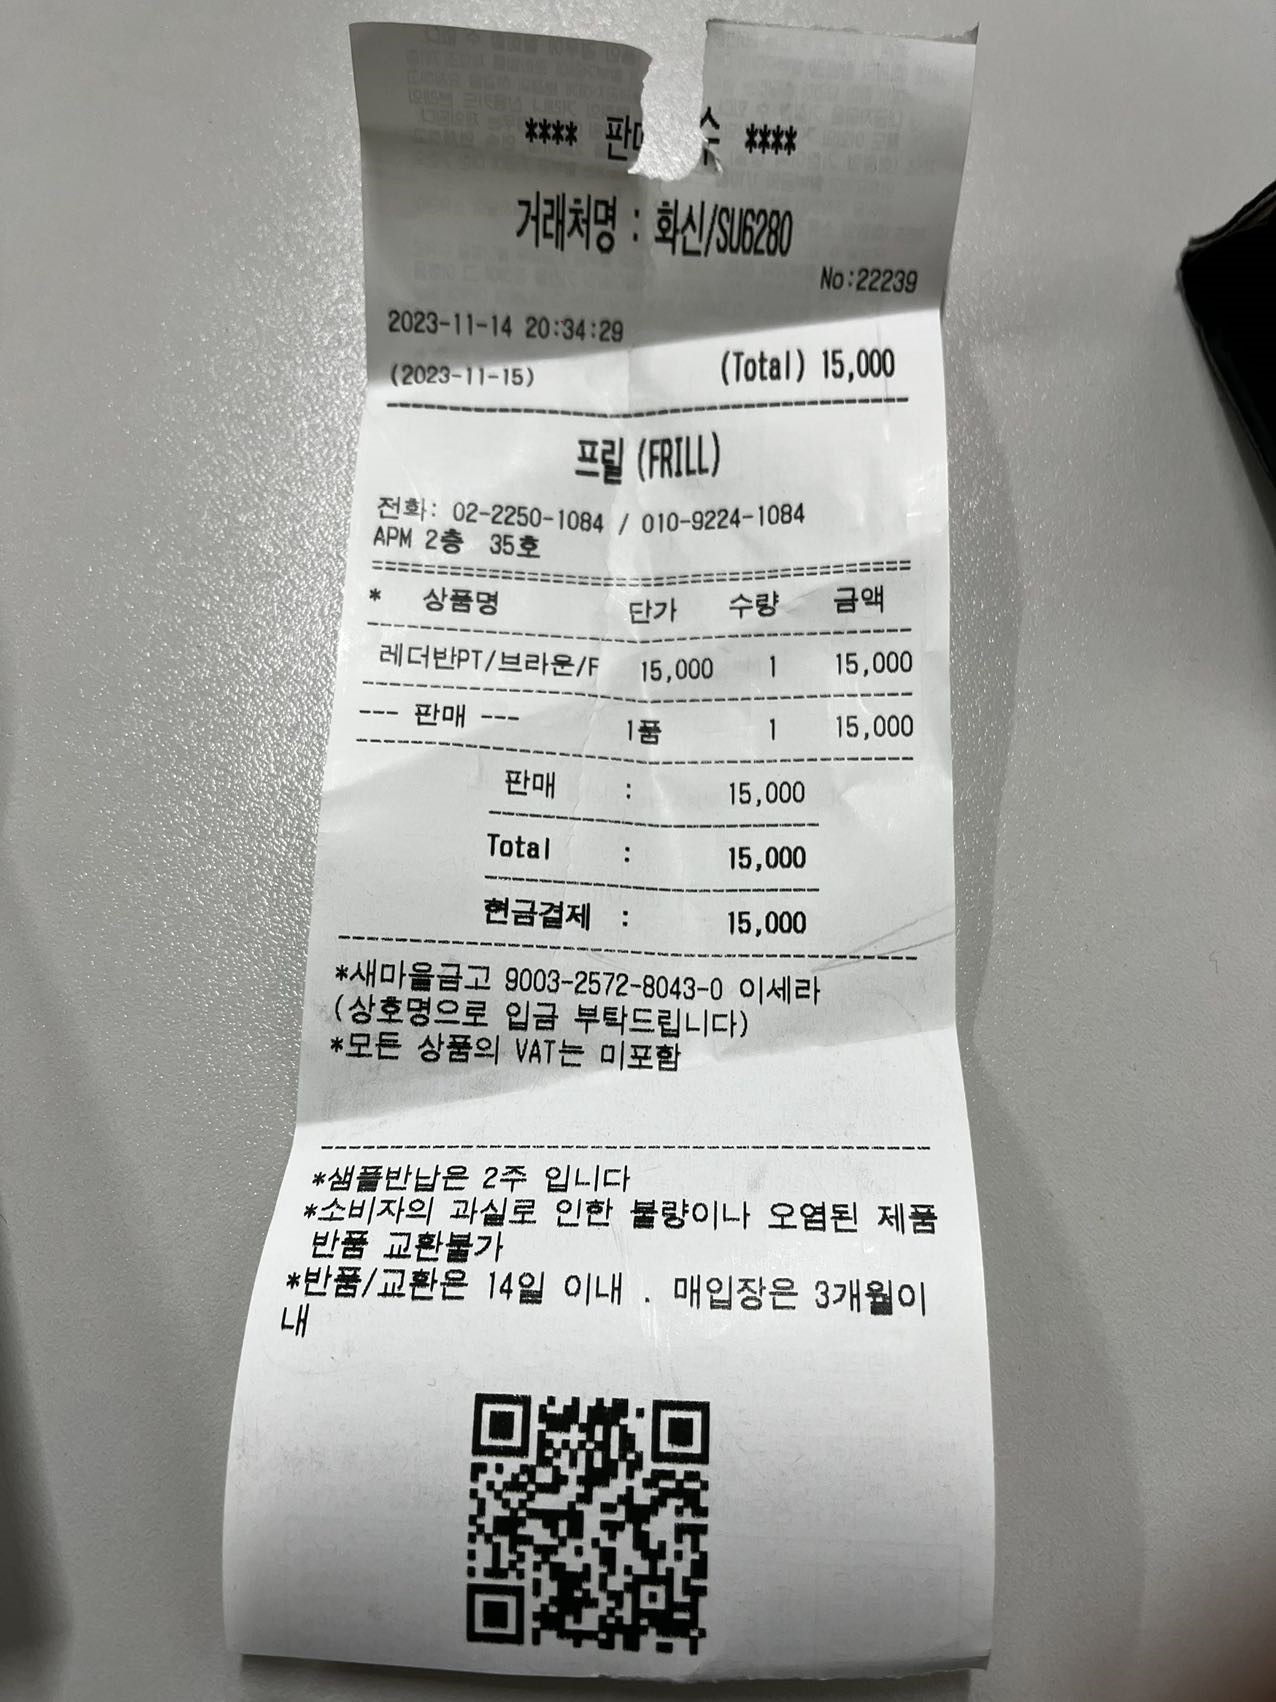 **** 판 수 ****
거래처명 : 화신/SU6280
No:22239
2023-11-14 20:34:29
(2023-11-15) (Total) 15,000
프릴 (FRILL)
전화: 02-2250-1084 / 010-9224-1084
APM 2층 35호
* 상품명 단가 수량 금액
레더반PT/브라운/F 15,000 1 15,000
--- 판매 --- 1품 1 15,000
판매 : 15,000
Total : 15,000
현금결제 : 15,000
*새마을금고 9003-2572-8043-0 이세라
(상호명으로 입금 부탁드립니다)
*모든 상품의 VAT는 미포함
*샘플반납은 2주 입니다
*소비자의 과실로 인한 불량이나 오염된 제품
반품 교환불가
*반품/교환은 14일 이내 . 매입장은 3개월이
내